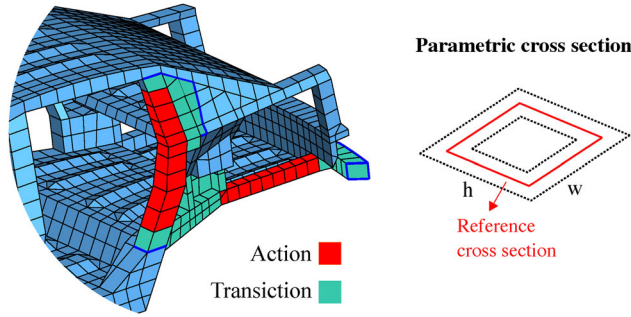 Parametric cross section
h
w
Reference
cross section
Action
Transiction